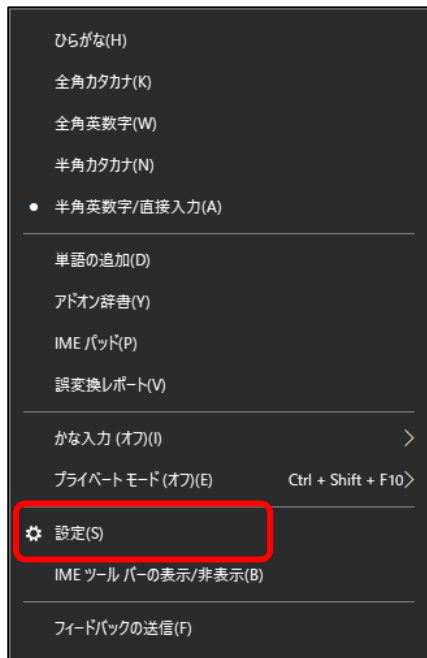 ひらがな(H)
全角カタカナ(K)
全角英数字(W)
半角カタカナ(N)
半角英数字/直接入力(A)
単語の追加(D)
アドオン辞書(Y)
IME パッド(P)
誤変換レポート(V)
かな入力 (オフ)(I)
プライベート モード (オフ)(E) Ctrl + Shift + F10
設定(S)
IME ツール バーの表示/非表示(B)
フィードバックの送信(F)